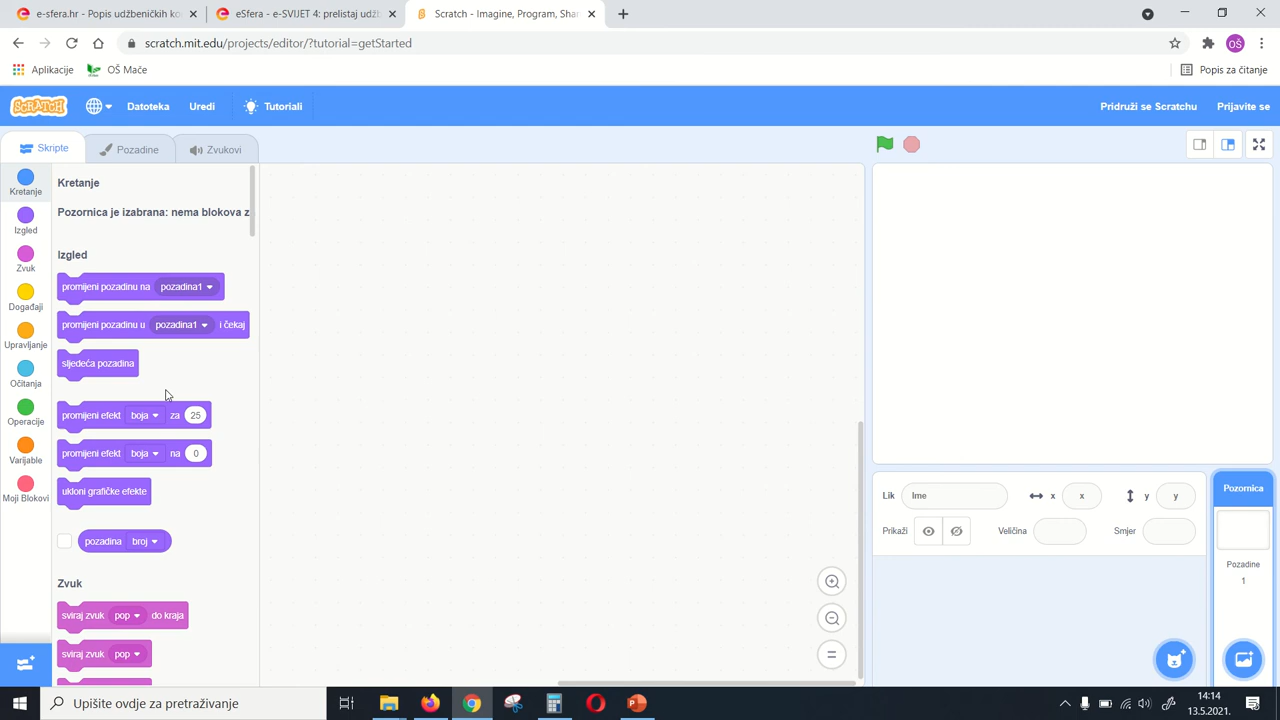 e-sfera.hr - Popis udžbeničkih ko
eSfera - e-SVIJET 4: prelistaj udžb
Scratch - Imagine, Program, Shar
scratch.mit.edu/projects/editor/?tutorial=getStarted
OŠ
Aplikacije
OŠ Mače
Popis za čitanje
SCRATCH
Datoteka
Uredi
Tutoriali
Pridruži se Scratchu
Prijavite se
Skripte
Pozadine
Zvukovi
Kretanje
Izgled
Zvuk
Događaji
Upravljanje
Očitanja
Operacije
Varijable
Moji Blokovi
Kretanje
Pozornica je izabrana: nema blokova z
Izgled
promijeni pozadinu na pozadina1
promijeni pozadinu u pozadina1 i čekaj
sljedeća pozadina
promijeni efekt boja za 25
promijeni efekt boja na 0
ukloni grafičke efekte
pozadina broj
Zvuk
sviraj zvuk pop do kraja
sviraj zvuk pop
Lik
Ime
x
x
y
y
Prikaži
Veličina
Smjer
Pozornica
Pozadine
1
Upišite ovdje za pretraživanje
14:14
13.5.2021.